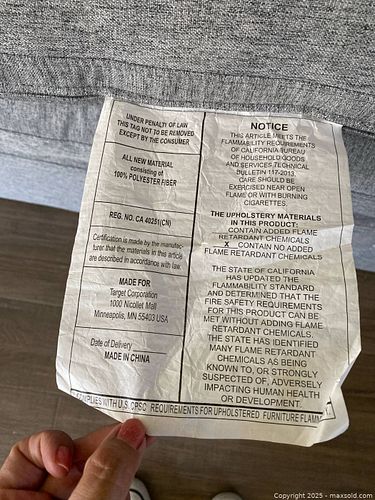 UNDER PENALTY OF LAW
THIS TAG NOT TO BE REMOVED
EXCEPT BY THE CONSUMER
ALL NEW MATERIAL
consisting of
100% POLYESTER FIBER
REG. NO. CA 40251(CN)
Certification is made by the manufac-
turer that the materials in this article
are described in accordance with law.
MADE FOR
Target Corporation
1000 Nicollet Mall
Minneapolis, MN 55403 USA
Date of Delivery
MADE IN CHINA
NOTICE
THIS ARTICLE MEETS THE
FLAMMABILITY REQUIREMENTS
OF CALIFORNIA BUREAU
OF HOUSEHOLD GOODS
AND SERVICES TECHNICAL
BULLETIN 117-2013.
CARE SHOULD BE
EXERCISED NEAR OPEN
FLAME OR WITH BURNING
CIGARETTES.
THE UPHOLSTERY MATERIALS
IN THIS PRODUCT:
CONTAIN ADDED FLAME
RETARDANT CHEMICALS
X CONTAIN NO ADDED
FLAME RETARDANT CHEMICALS
THE STATE OF CALIFORNIA
HAS UPDATED THE
FLAMMABILITY STANDARD
AND DETERMINED THAT THE
FIRE SAFETY REQUIREMENTS
FOR THIS PRODUCT CAN BE
MET WITHOUT ADDING FLAME
RETARDANT CHEMICALS.
THE STATE HAS IDENTIFIED
MANY FLAME RETARDANT
CHEMICALS AS BEING
KNOWN TO, OR STRONGLY
SUSPECTED OF, ADVERSELY
IMPACTING HUMAN HEALTH
OR DEVELOPMENT.
WITH U.S. CPSC REQUIREMENTS FOR UPHOLSTERED FURNITURE
Copyright © 2025 - maxsold.com